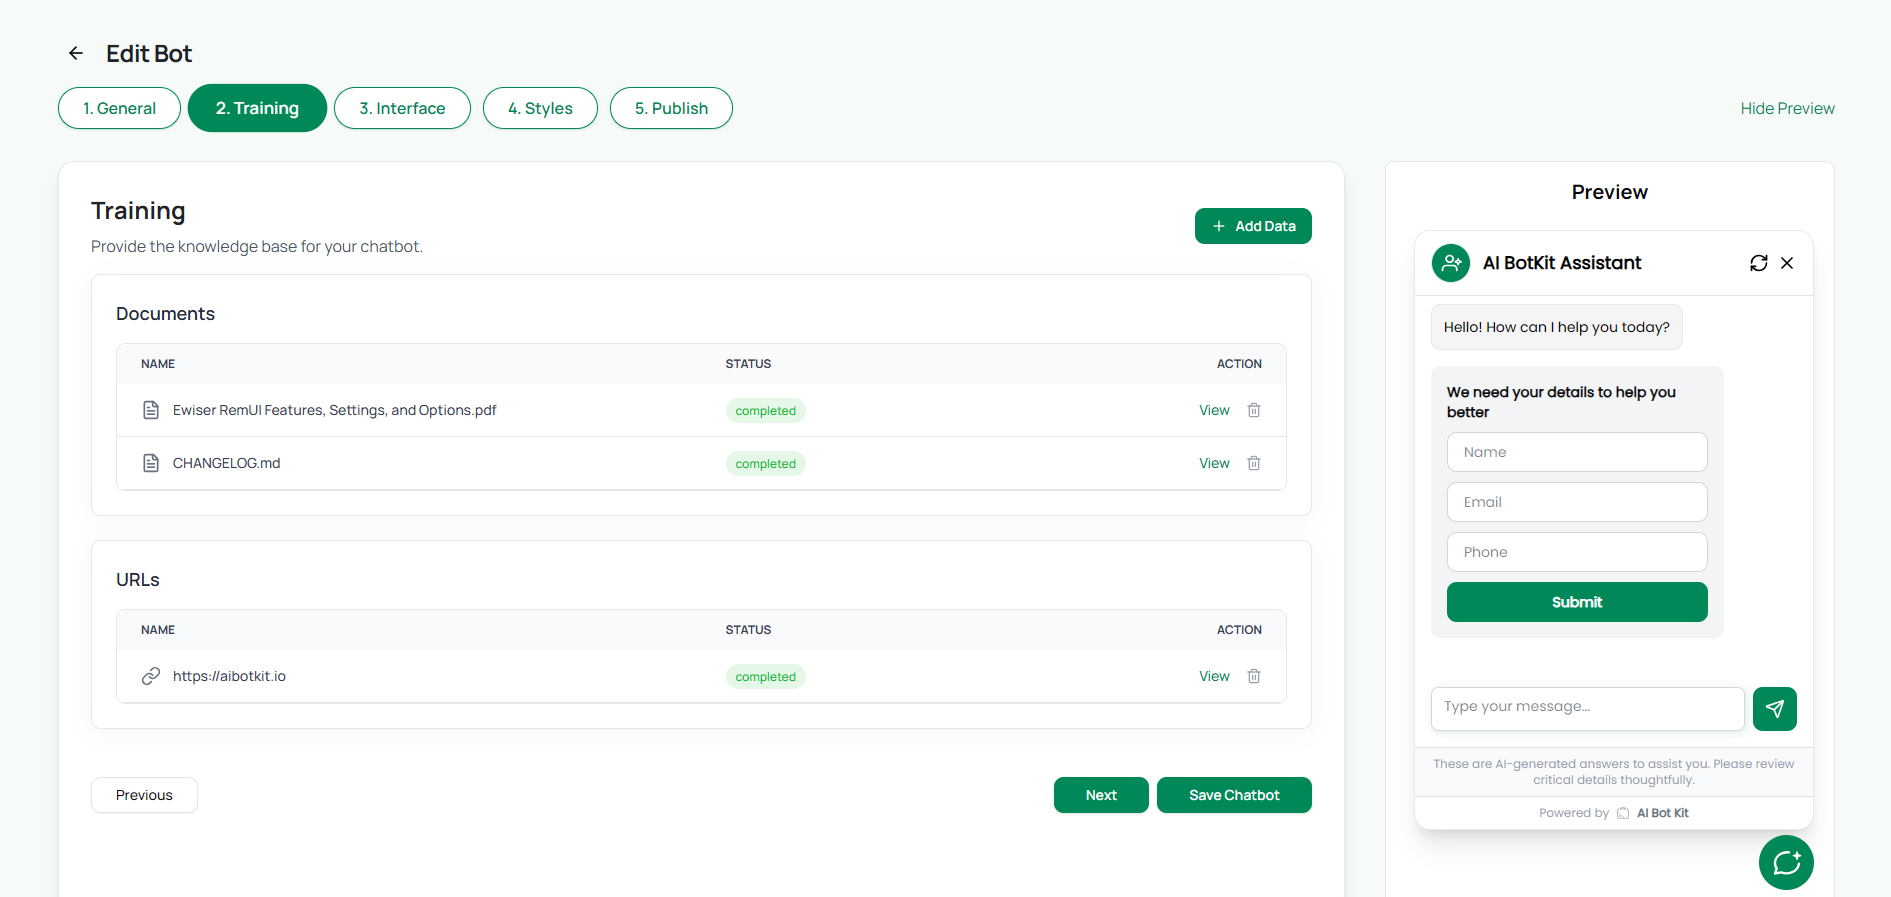 Edit Bot
1. General
2. Training
3. Interface
4. Styles
5. Publish
Hide Preview
Training
Provide the knowledge base for your chatbot.
+ Add Data
Documents
NAME STATUS ACTION
Ewiser RemUI Features, Settings, and Options.pdf completed View
CHANGELOG.md completed View
URLs
NAME STATUS ACTION
https://aibotkit.io completed View
Previous
Next
Save Chatbot
Preview
AI BotKit Assistant
Hello! How can I help you today?
We need your details to help you
better
Name
Email
Phone
Submit
Type your message...
These are AI-generated answers to assist you. Please review
critical details thoughtfully.
Powered by AI Bot Kit